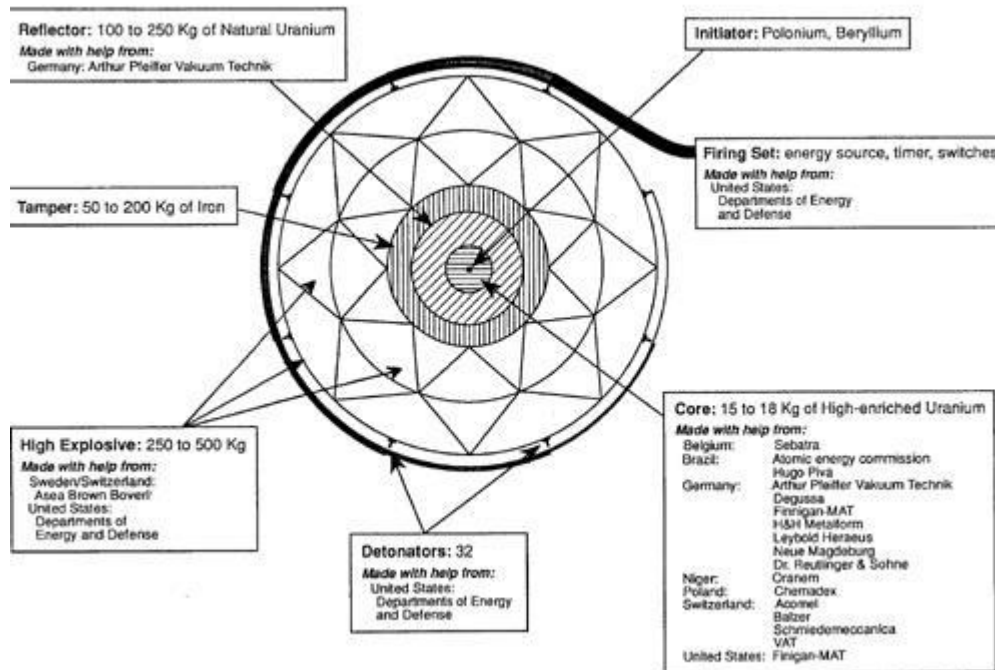 Reflector: 100 to 250 Kg of Natural Uranium
Made with help from:
Germany: Arthur Pfeiffer Vakuum Technik
Initiator: Polonium, Beryllium
Firing Set: energy source, timer, switches
Made with help from:
United States:
Departments of Energy
and Defense
Tamper: 50 to 200 Kg of Iron
High Explosive: 250 to 500 Kg
Made with help from:
Sweden/Switzerland:
Asea Brown Boveri
United States:
Departments of
Energy and Defense
Detonators: 32
Made with help from:
United States:
Departments of Energy
and Defense
Core: 15 to 18 Kg of High-enriched Uranium
Made with help from:
Belgium: Sebatra
Brazil: Atomic energy commission
Hugo Piva
Germany: Arthur Pfeiffer Vakuum Technik
Degussa
Finnigan-MAT
H&H Metalform
Leybold Heraeus
Neue Magdeburg
Dr. Reutlinger & Sohne
Niger: Oranem
Poland: Chemadex
Switzerland: Acomel
Balzer
Schmiedemeccanica
VAT
United States: Finigan-MAT